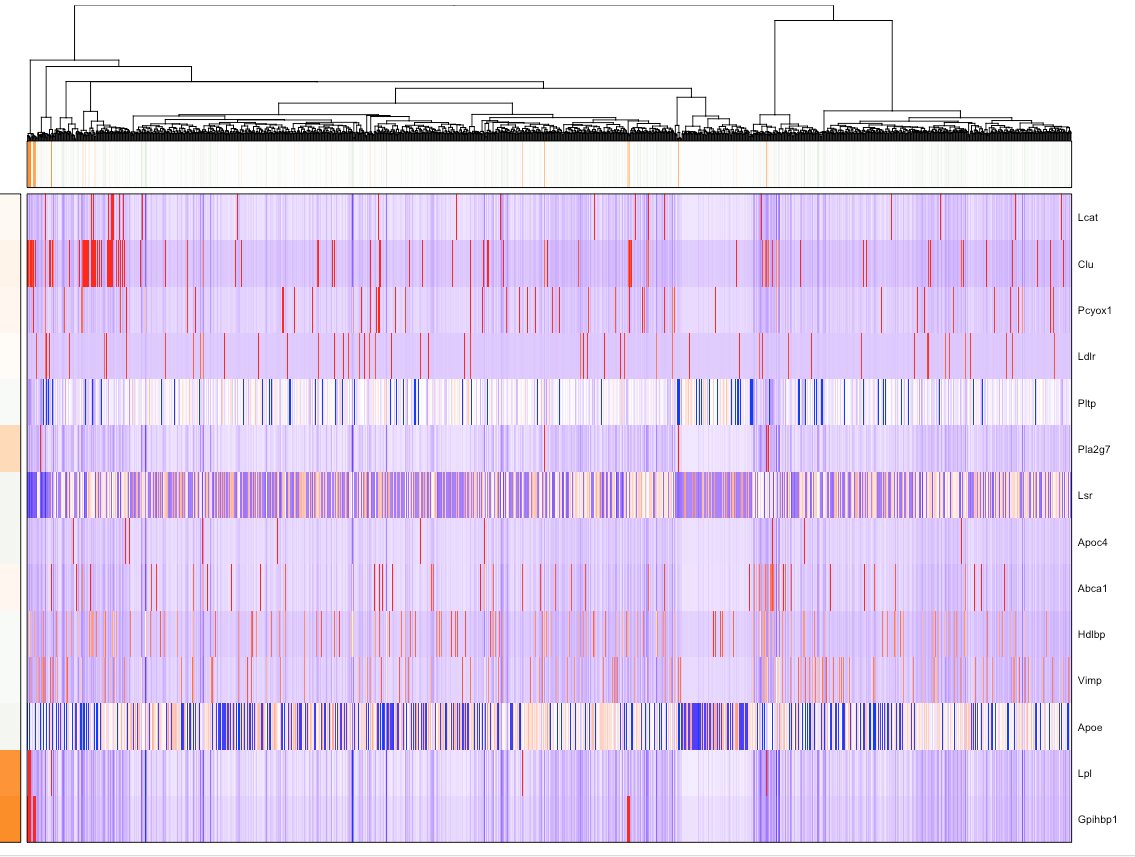 Lcat
Clu
Pcyox1
Ldlr
Pltp
Pla2g7
Lsr
Apoc4
Abca1
Hdlbp
Vimp
Apoe
Lpl
Gpihbp1